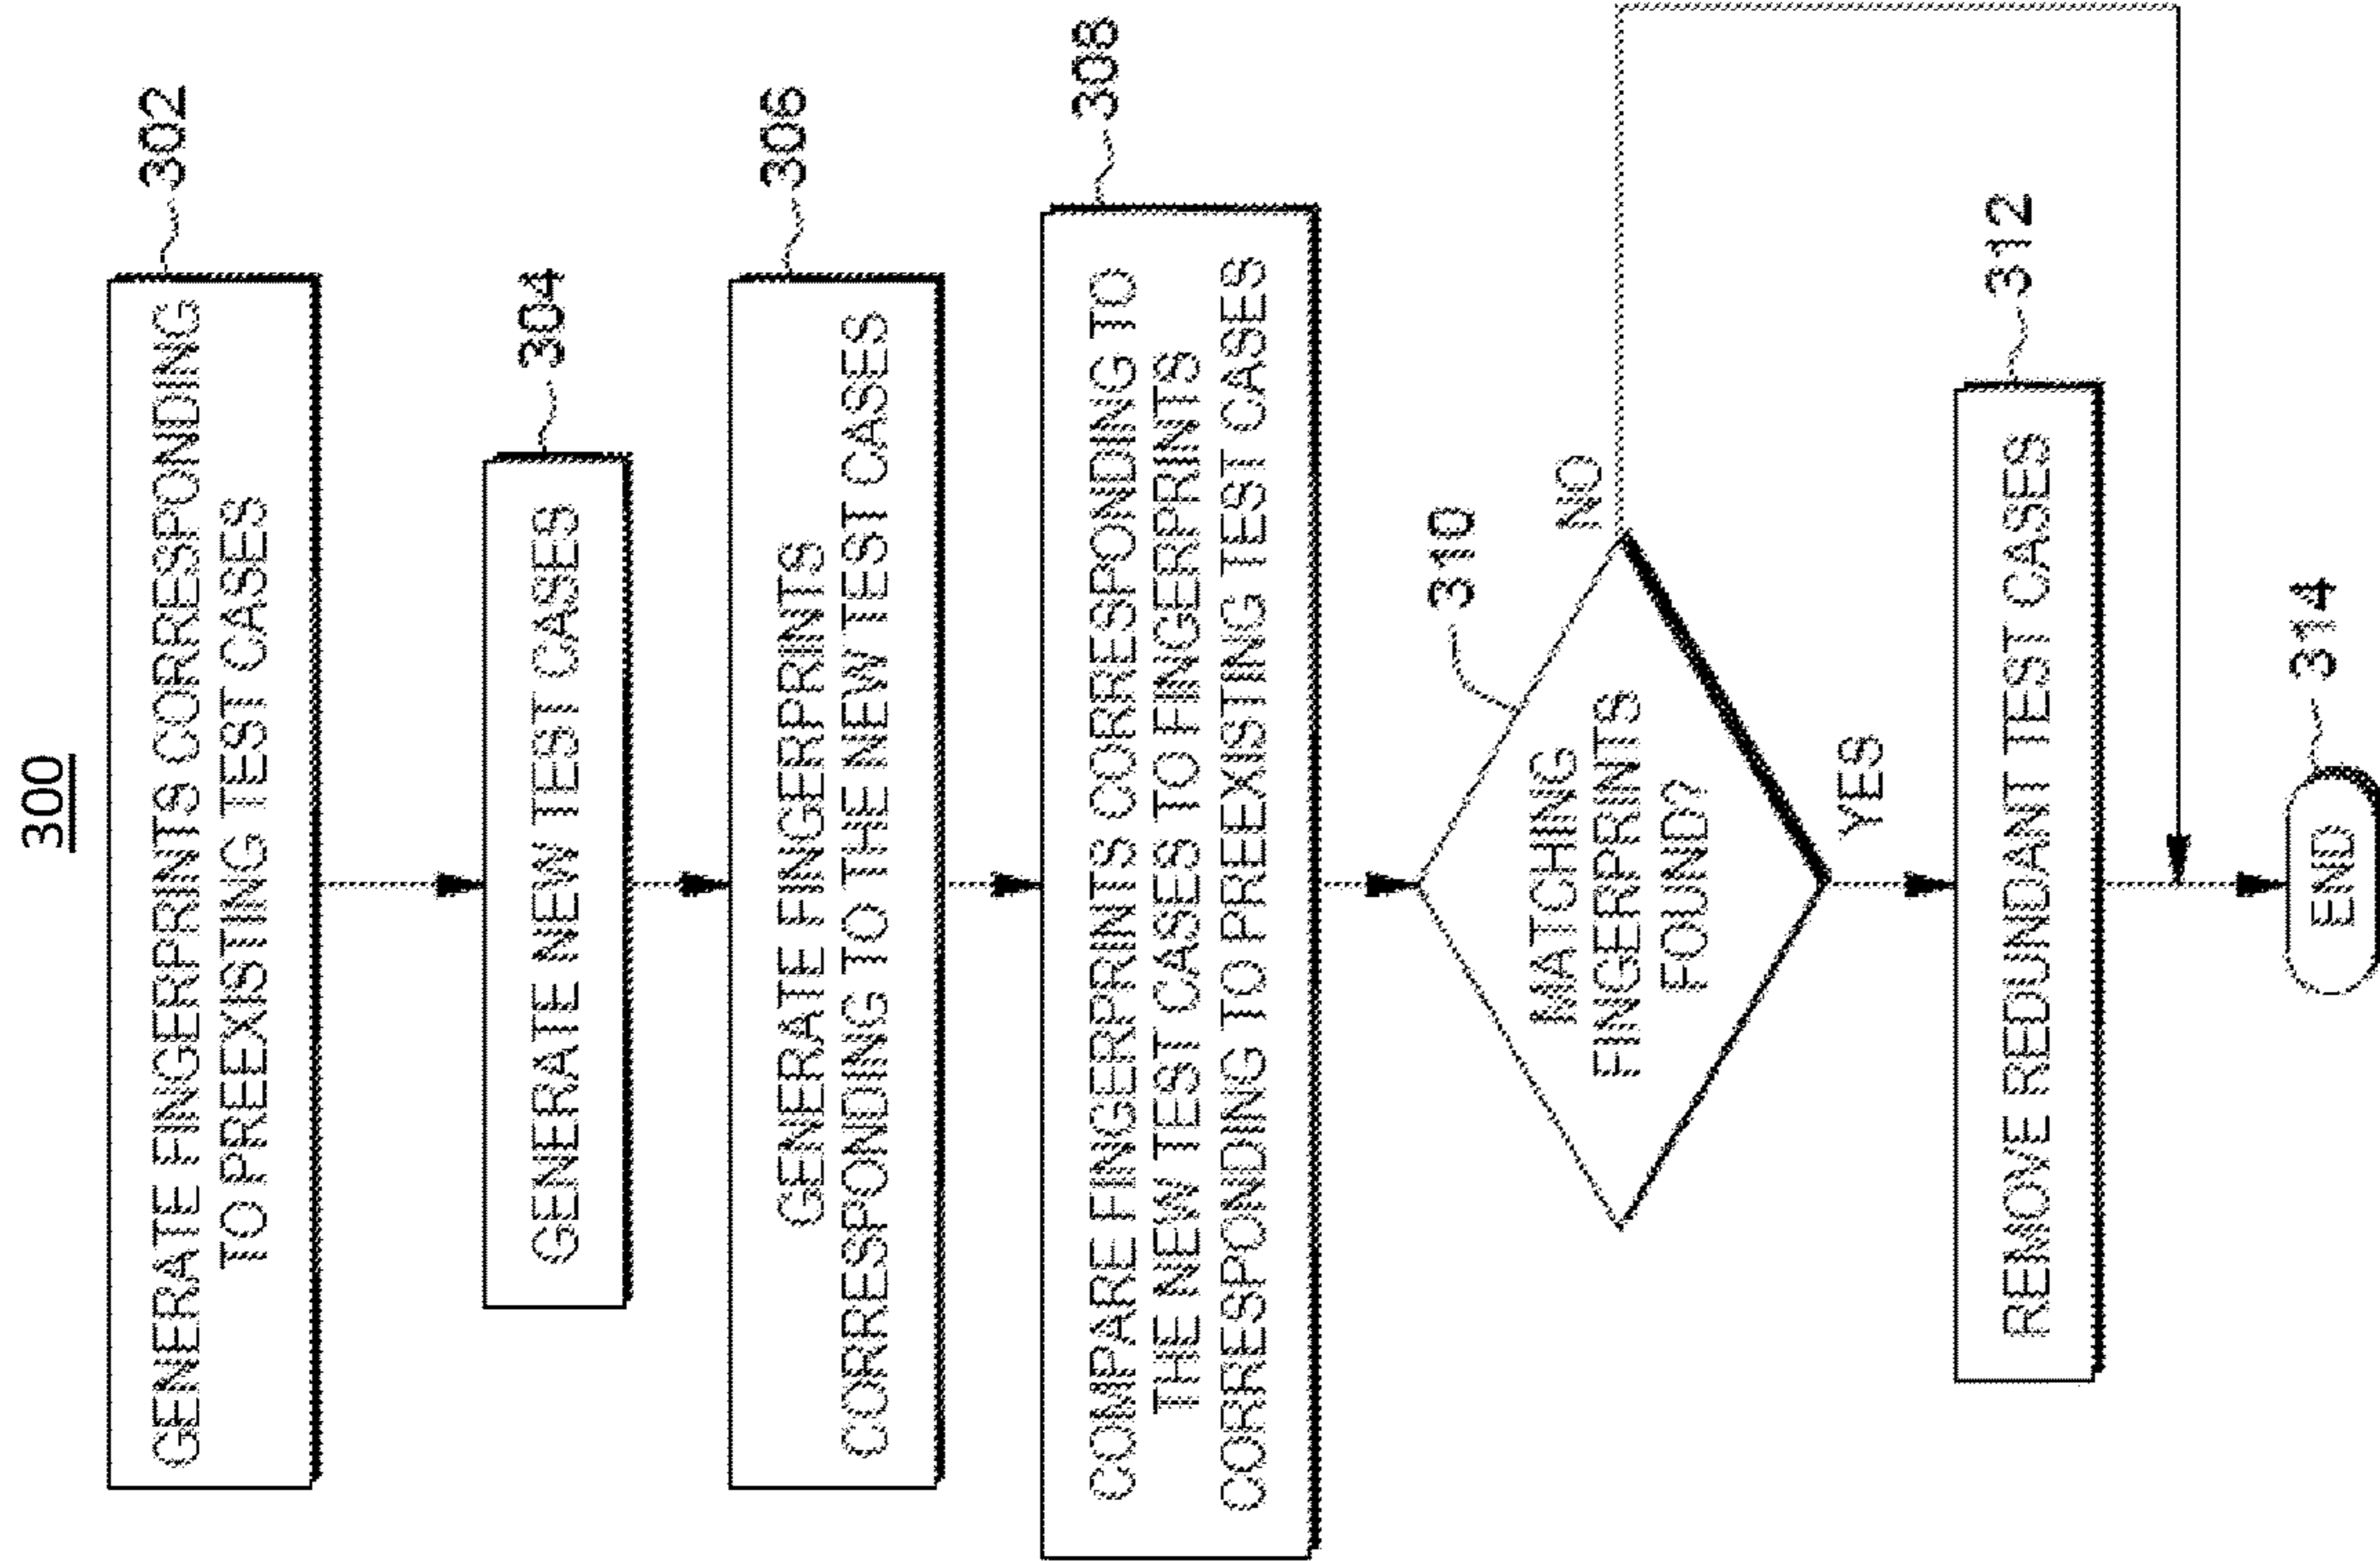 300
302
GENERATE FINGERPRINTS CORRESPONDING
TO PREEXISTING TEST CASES
304
GENERATE NEW TEST CASES
306
GENERATE FINGERPRINTS
CORRESPONDING TO THE NEW TEST CASES
308
COMPARE FINGERPRINTS CORRESPONDING TO
THE NEW TEST CASES TO FINGERPRINTS
CORRESPONDING TO PREEXISTING TEST CASES
310
MATCHING
FINGERPRINTS
FOUND?
NO
YES
312
REMOVE REDUNDANT TEST CASES
314
END